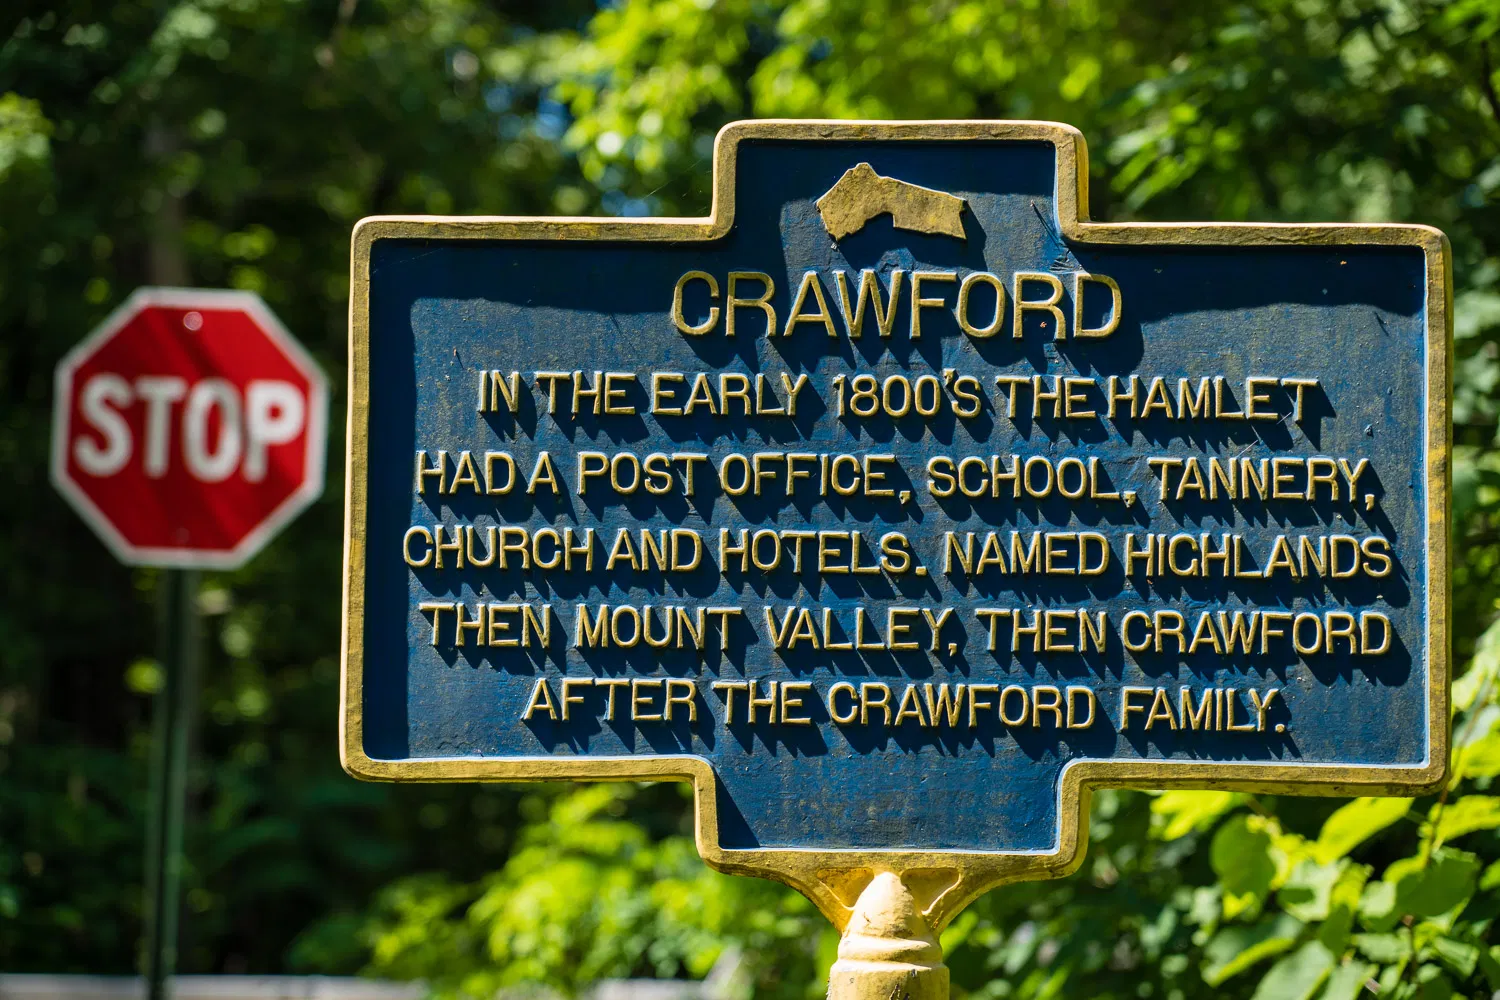 STOP
CRAWFORD
IN THE EARLY 1800'S THE HAMLET
HAD A POST OFFICE, SCHOOL, TANNERY,
CHURCH AND HOTELS. NAMED HIGHLANDS
THEN MOUNT VALLEY, THEN CRAWFORD
AFTER THE CRAWFORD FAMILY.